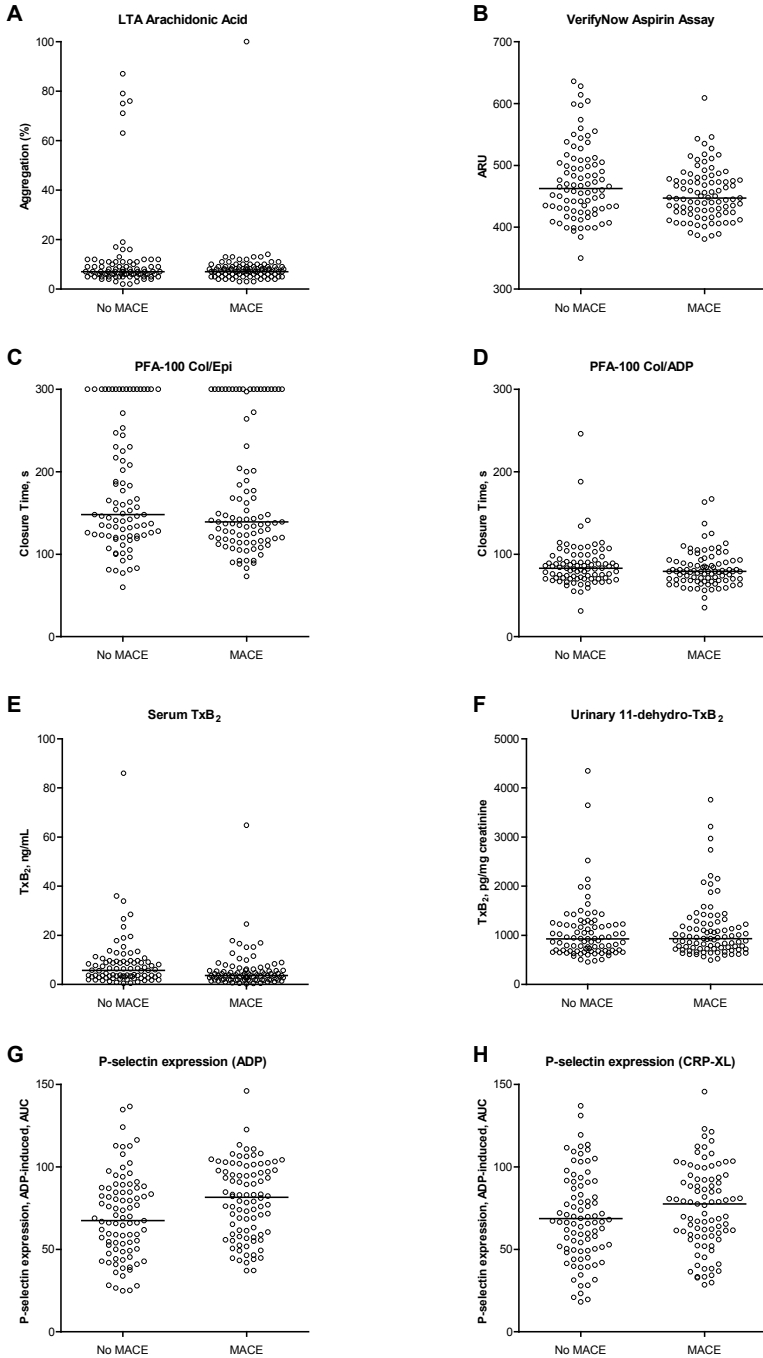 A
LTA Arachidonic Acid
100
80
60
40
20
0
Aggregation (%)
No MACE
MACE
B
VerifyNow Aspirin Assay
700
600
500
400
300
ARU
No MACE
MACE
C
PFA-100 Col/Epi
300
200
100
0
Closure Time, s
No MACE
MACE
D
PFA-100 Col/ADP
300
200
100
0
Closure Time, s
No MACE
MACE
E
Serum TxB₂
100
80
60
40
20
0
TxB₂, ng/mL
No MACE
MACE
F
Urinary 11-dehydro-TxB₂
5000
4000
3000
2000
1000
0
TxB₂, pg/mg creatinine
No MACE
MACE
G
P-selectin expression (ADP)
150
100
50
0
P-selectin expression, ADP-induced, AUC
No MACE
MACE
H
P-selectin expression (CRP-XL)
150
100
50
0
P-selectin expression, ADP-induced, AUC
No MACE
MACE